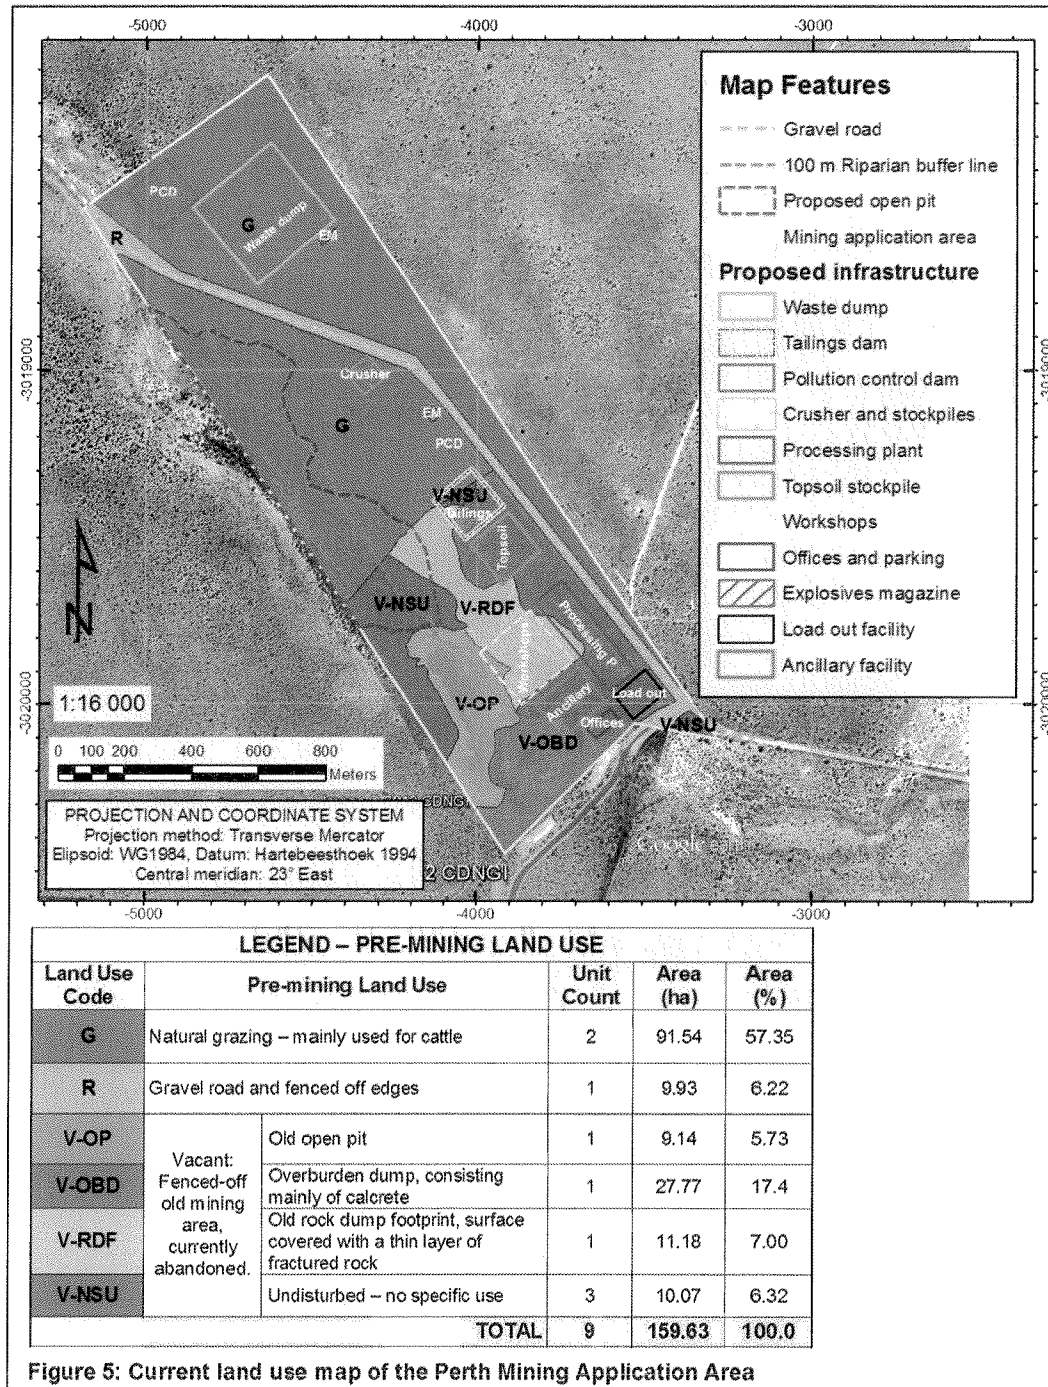 -5000
-4000
-3000
Map Features
Gravel road
100 m Riparian buffer line
Proposed open pit
Mining application area
Proposed infrastructure
Waste dump
Tailings dam
Pollution control dam
Crusher and stockpiles
Processing plant
Topsoil stockpile
Workshops
Offices and parking
Explosives magazine
Load out facility
Ancillary facility
PCD
R
G
Waste dump
EM
-3019000
-3019000
Crusher
EM
G
PCD
V-NSU
Tailings
Topsoil
V-NSU
V-RDF
Processing P
Workshops
-3020000
-3020000
V-OP
Ancillary
Load out
Offices
V-NSU
V-OBD
N
1:16 000
0 100 200 400 600 800
Meters
CDNGI
PROJECTION AND COORDINATE SYSTEM
Projection method: Transverse Mercator
Elipsoid: WG1984, Datum: Hartebeesthoek 1994
Central meridian: 23° East
2 CDNGI
Google
-5000
-4000
-3000
LEGEND – PRE-MINING LAND USE
Land Use Code Pre-mining Land Use Unit Count Area (ha) Area (%)
G Natural grazing – mainly used for cattle 2 91.54 57.35
R Gravel road and fenced off edges 1 9.93 6.22
Vacant: Fenced-off old mining area, currently abandoned.
V-OP Old open pit 1 9.14 5.73
V-OBD Overburden dump, consisting mainly of calcrete 1 27.77 17.4
V-RDF Old rock dump footprint, surface covered with a thin layer of fractured rock 1 11.18 7.00
V-NSU Undisturbed – no specific use 3 10.07 6.32
TOTAL 9 159.63 100.0
Figure 5: Current land use map of the Perth Mining Application Area